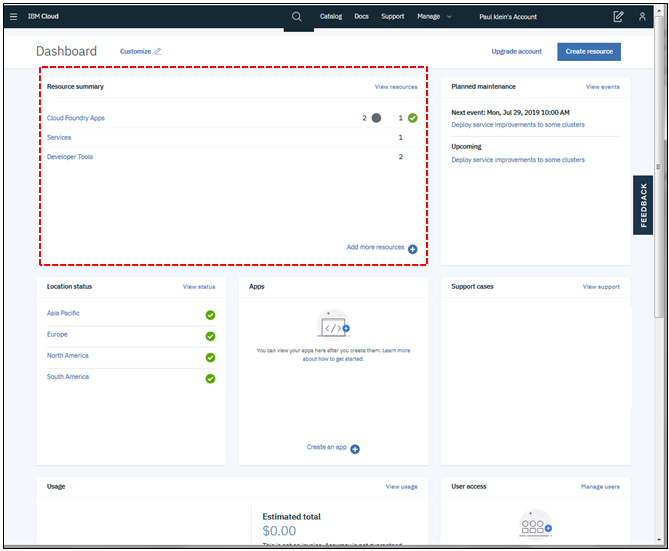 IBM Cloud
Catalog
Docs
Support
Manage
Paul klein's Account
Dashboard
Customize
Upgrade account
Create resource
Resource summary
View resources
Cloud Foundry Apps
2
1
Services
1
Developer Tools
2
Add more resources
Planned maintenance
View events
Next event: Mon, Jul 29, 2019 10:00 AM
Deploy service improvements to some clusters
Upcoming
Deploy service improvements to some clusters
FEEDBACK
Location status
View status
Asia Pacific
Europe
North America
South America
Apps
</>
You can view your apps here after you create them. Learn more
about how to get started.
Create an app
Support cases
View support
Usage
View usage
Estimated total
$0.00
This is not an invoice. Accuracy is not guaranteed
User access
Manage users